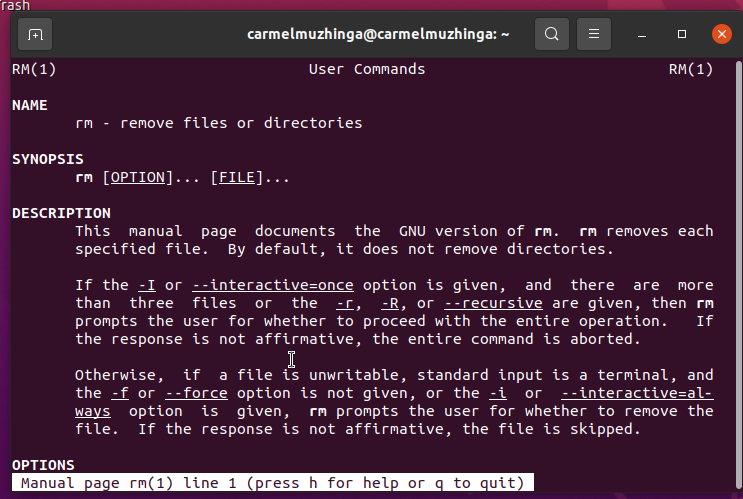 Trash
carmelmuzhinga@carmelmuzhinga: ~
RM(1) User Commands RM(1)
NAME
rm - remove files or directories
SYNOPSIS
rm [OPTION]... [FILE]...
DESCRIPTION
This manual page documents the GNU version of rm. rm removes each
specified file. By default, it does not remove directories.
If the -I or --interactive=once option is given, and there are more
than three files or the -r, -R, or --recursive are given, then rm
prompts the user for whether to proceed with the entire operation. If
the response is not affirmative, the entire command is aborted.
Otherwise, if a file is unwritable, standard input is a terminal, and
the -f or --force option is not given, or the -i or --interactive=al-
ways option is given, rm prompts the user for whether to remove the
file. If the response is not affirmative, the file is skipped.
OPTIONS
Manual page rm(1) line 1 (press h for help or q to quit)